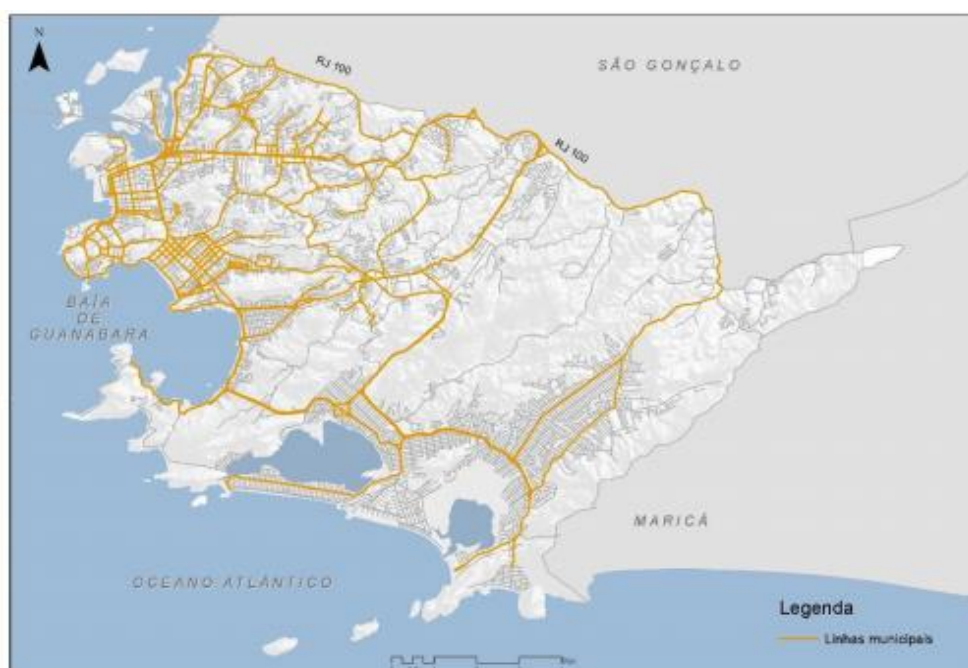 N
RJ 100
SÃO GONÇALO
RJ 100
BAÍA
DE
GUANABARA
MARICÁ
OCEANO ATLÂNTICO
Legenda
Linhas municipais